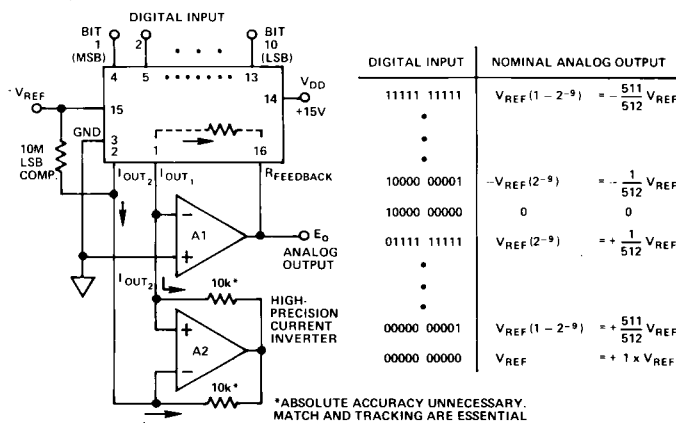 DIGITAL INPUT
BIT 1 (MSB)
2
BIT 10 (LSB)
4
5
13
VREF
15
14
VDD
+15V
GND
3
2
1
16
10M LSB COMP.
IOUT2
IOUT1
RFEEDBACK
−
A1
+
E₀
ANALOG OUTPUT
IOUT2
10k*
HIGH-PRECISION CURRENT INVERTER
+
A2
−
10k*
*ABSOLUTE ACCURACY UNNECESSARY.
MATCH AND TRACKING ARE ESSENTIAL
DIGITAL INPUT NOMINAL ANALOG OUTPUT
11111 11111 VREF (1 − 2⁻⁹) = − 511/512 VREF
10000 00001 −VREF (2⁻⁹) = − 1/512 VREF
10000 00000 0 0
01111 11111 VREF (2⁻⁹) = + 1/512 VREF
00000 00001 VREF (1 − 2⁻⁹) = + 511/512 VREF
00000 00000 VREF = + 1 x VREF